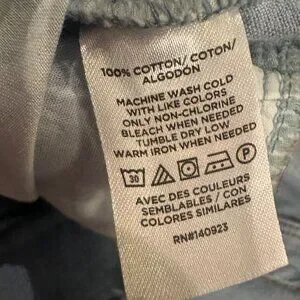 100% COTTON/ COTON/
ALGODÓN
MACHINE WASH COLD
WITH LIKE COLORS
ONLY NON-CHLORINE
BLEACH WHEN NEEDED
TUMBLE DRY LOW
WARM IRON WHEN NEEDED
30 P
AVEC DES COULEURS
SEMBLABLES / CON
COLORES SIMILARES
RN#140923